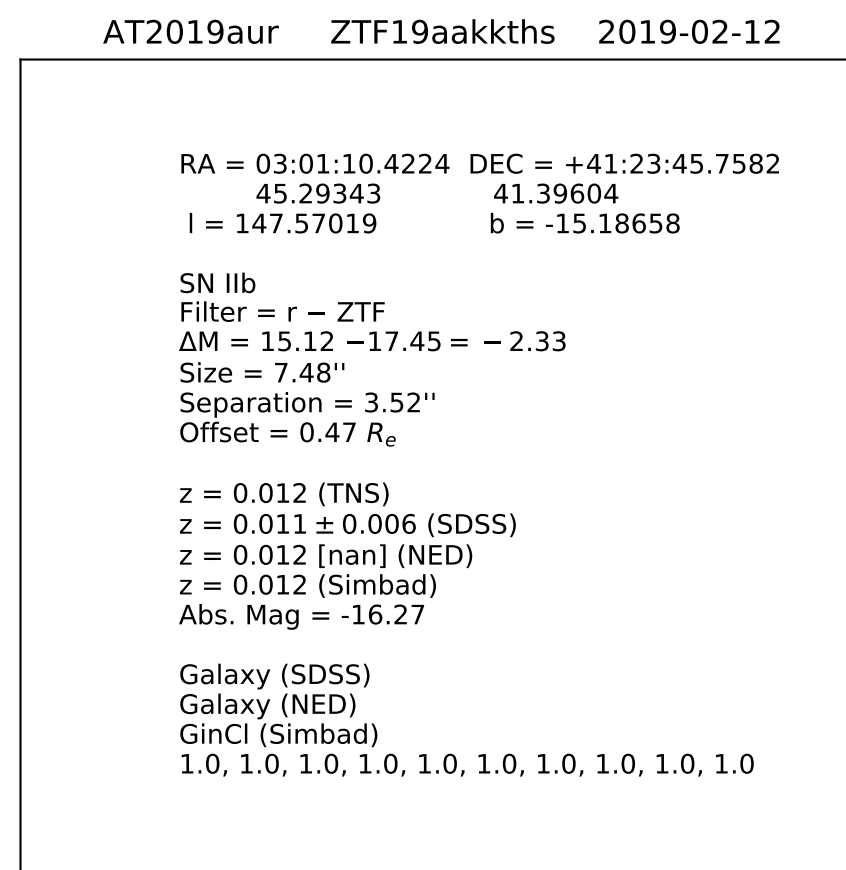 AT2019aur ZTF19aakkths 2019-02-12
RA = 03:01:10.4224 DEC = +41:23:45.7582
45.29343 41.39604
l = 147.57019 b = -15.18658
SN IIb
Filter = r − ZTF
ΔM = 15.12 −17.45 = −2.33
Size = 7.48''
Separation = 3.52''
Offset = 0.47 Rₑ
z = 0.012 (TNS)
z = 0.011 ± 0.006 (SDSS)
z = 0.012 [nan] (NED)
z = 0.012 (Simbad)
Abs. Mag = -16.27
Galaxy (SDSS)
Galaxy (NED)
GinCl (Simbad)
1.0, 1.0, 1.0, 1.0, 1.0, 1.0, 1.0, 1.0, 1.0, 1.0